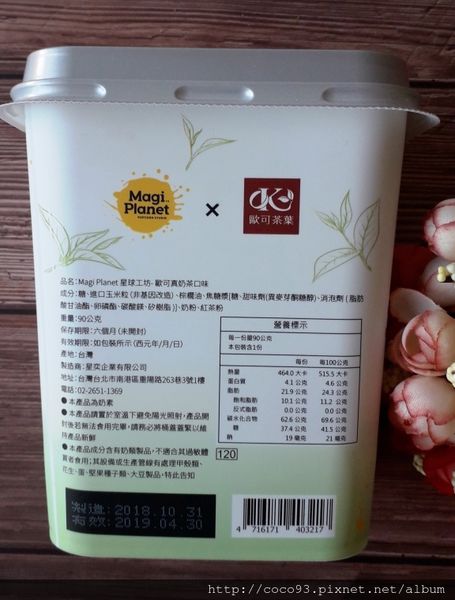 Magi
Planet
POPCORN STUDIO
×
歐可茶葉
品名:Magi Planet 星球工坊- 歐可真奶茶口味
成分:糖、進口玉米粒(非基因改造)、棕櫚油、焦糖漿[糖、甜味劑(異麥芽酮糖醇)、消泡劑{脂肪
酸甘油酯、卵磷酯、碳酸鎂、矽樹脂}]、奶粉、紅茶粉
重量:90公克
保存期限:六個月(未開封)
有效期限:如包裝所示(西元年/月/日)
產地:台灣
製造商:星奕企業有限公司
地址:台灣台北市南港區重陽路263巷3號1樓
電話:02-2651-1369
●本產品為奶素
●本產品請置於室溫下避免陽光照射,產品開
封後若無法食用完畢,請務必將桶蓋蓋緊以維
持產品新鮮
●本產品成分含有奶類製品,不適合其過敏體
質者食用;其設備或生產管線有處理甲殼類、
花生、蛋、堅果種子類、大豆製品,特此告知
營養標示
每一份量90公克
本包裝含1份
每份 每100公克
熱量 464.0 大卡 515.5 大卡
蛋白質 4.1 公克 4.6 公克
脂肪 21.9 公克 24.3 公克
飽和脂肪 10.1 公克 11.2 公克
反式脂肪 0.0 公克 0.0 公克
碳水化合物 62.6 公克 69.6 公克
糖 37.4 公克 41.5 公克
鈉 19 毫克 21 毫克
120
製造:2018.10.31
有效:2019.04.30
4 716171 403217
http://coco93.pixnet.net/album